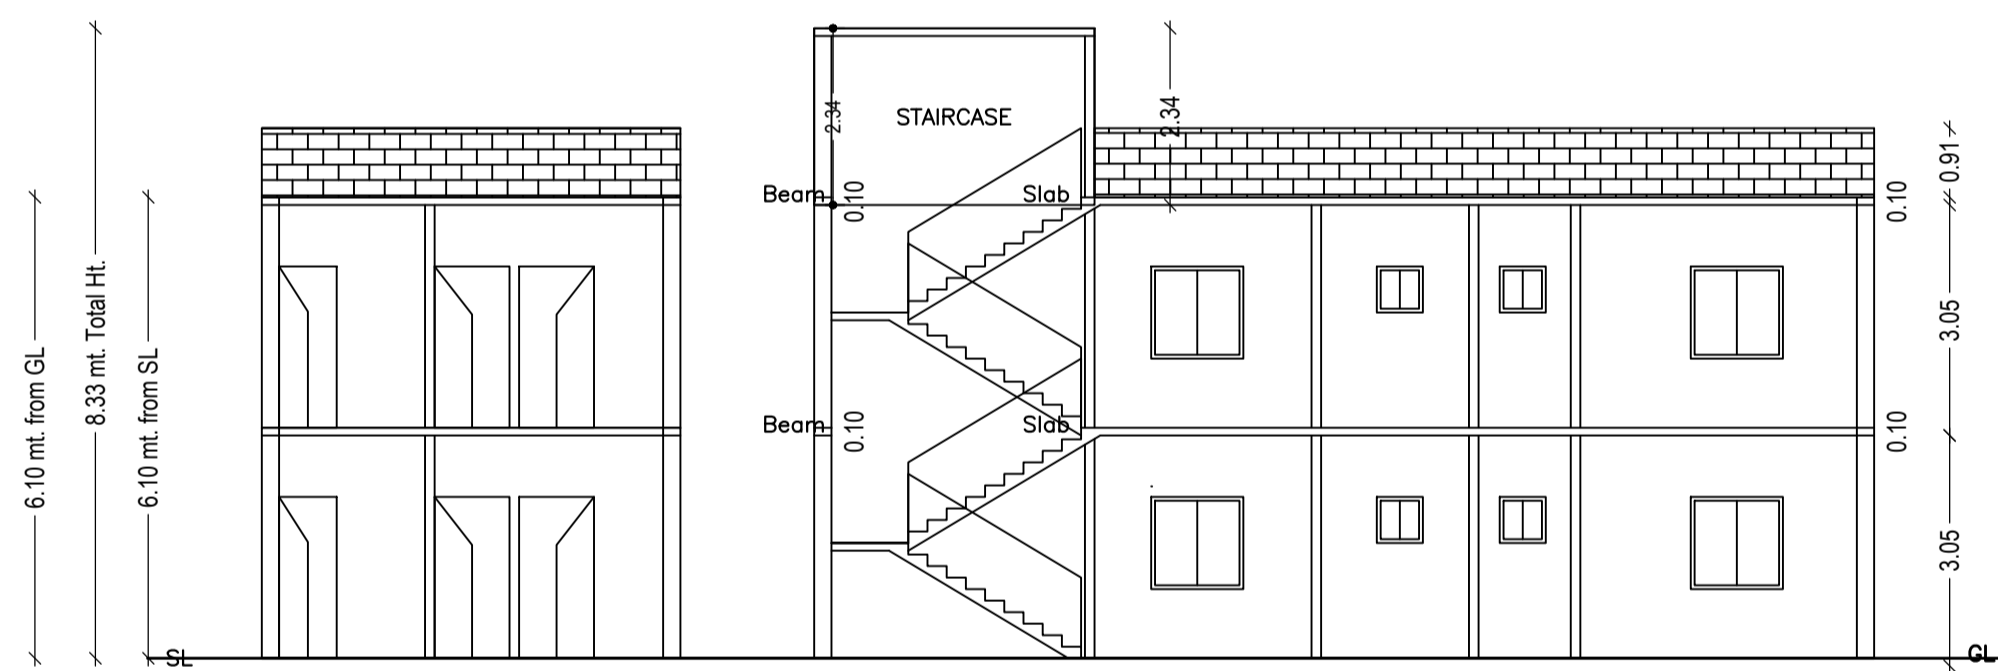 6.10 mt. from GL
8.33 mt. Total Ht.
6.10 mt. from SL
SL
2.34
STAIRCASE
2.34
Beam
0.10
Slab
Beam
0.10
Slab
0.91
0.10
3.05
0.10
3.05
GL